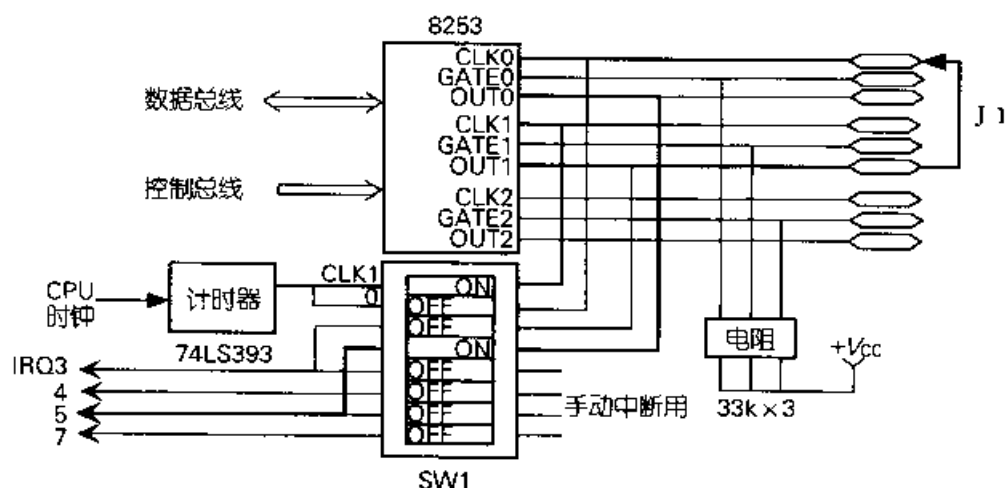 8253
CLK0
GATE0
OUT0
CLK1
GATE1
OUT1
CLK2
GATE2
OUT2
数据总线
控制总线
J1
CPU
时钟
计时器
74LS393
CLK1
0
ON
OFF
OFF
ON
OFF
OFF
OFF
OFF
SW1
IRQ3
4
5
7
手动中断用
电阻
33k×3
+VCC